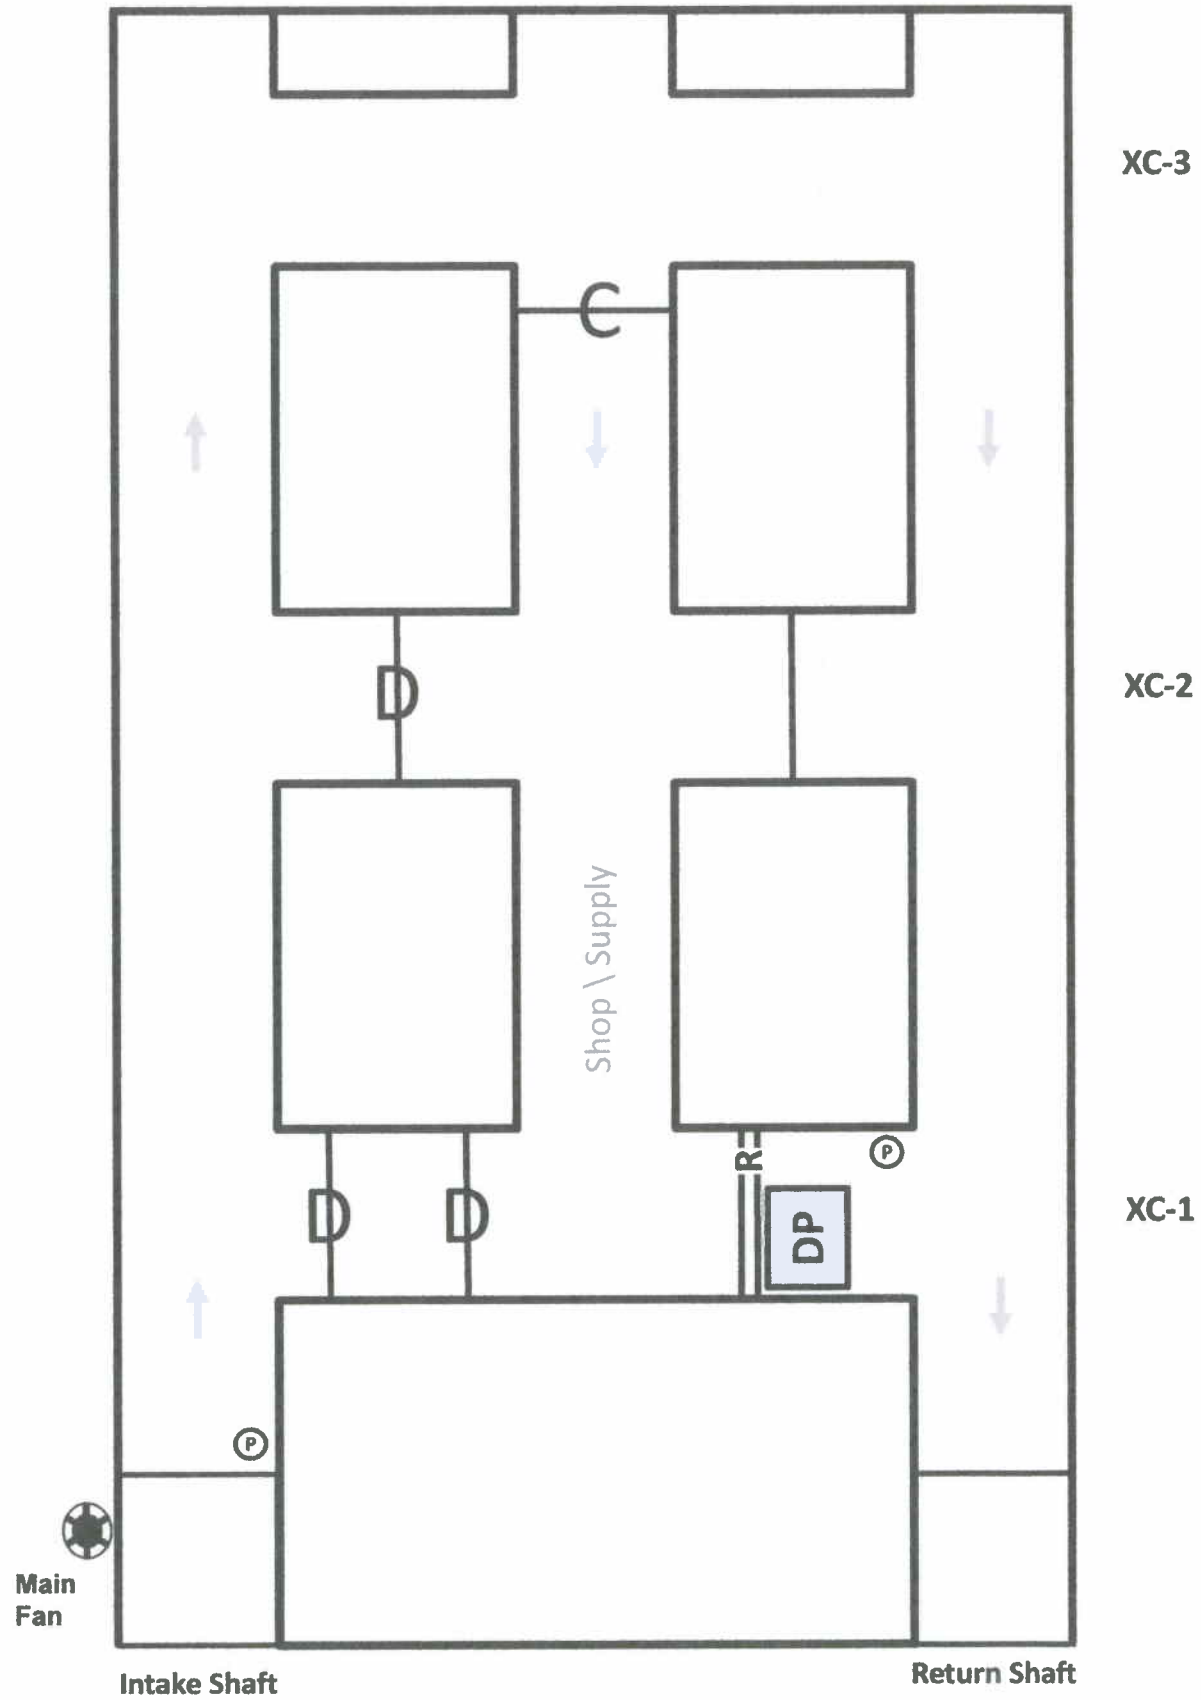 XC-3
C
XC-2
D
Shop \ Supply
R
P
XC-1
D
D
DP
P
Main
Fan
Intake Shaft
Return Shaft